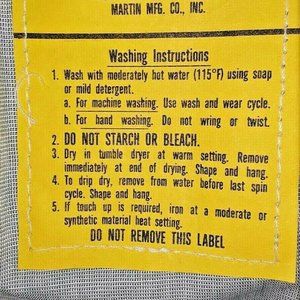 MARTIN MFG. CO., INC.
Washing Instructions
1. Wash with moderately hot water (115°F) using soap
or mild detergent.
a. For machine washing. Use wash and wear cycle.
b. For hand washing. Do not wring or twist.
2. DO NOT STARCH OR BLEACH.
3. Dry in tumble dryer at warm setting. Remove
immediately at end of drying. Shape and hang.
4. To drip dry, remove from water before last spin
cycle. Shape and hang.
5. If touch up is required, iron at a moderate or
synthetic material heat setting.
DO NOT REMOVE THIS LABEL